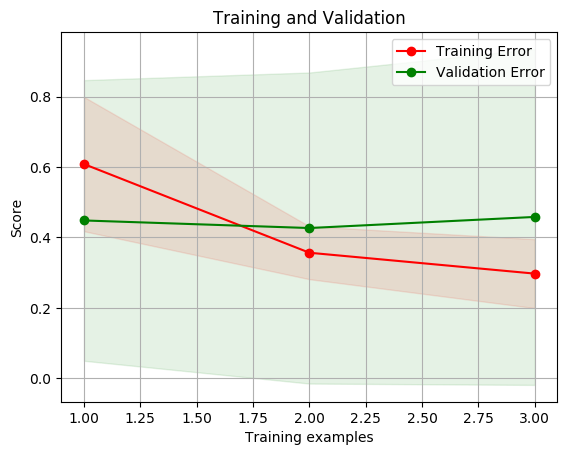 Training and Validation
Training Error
Validation Error
Score
0.8
0.6
0.4
0.2
0.0
1.00 1.25 1.50 1.75 2.00 2.25 2.50 2.75 3.00
Training examples